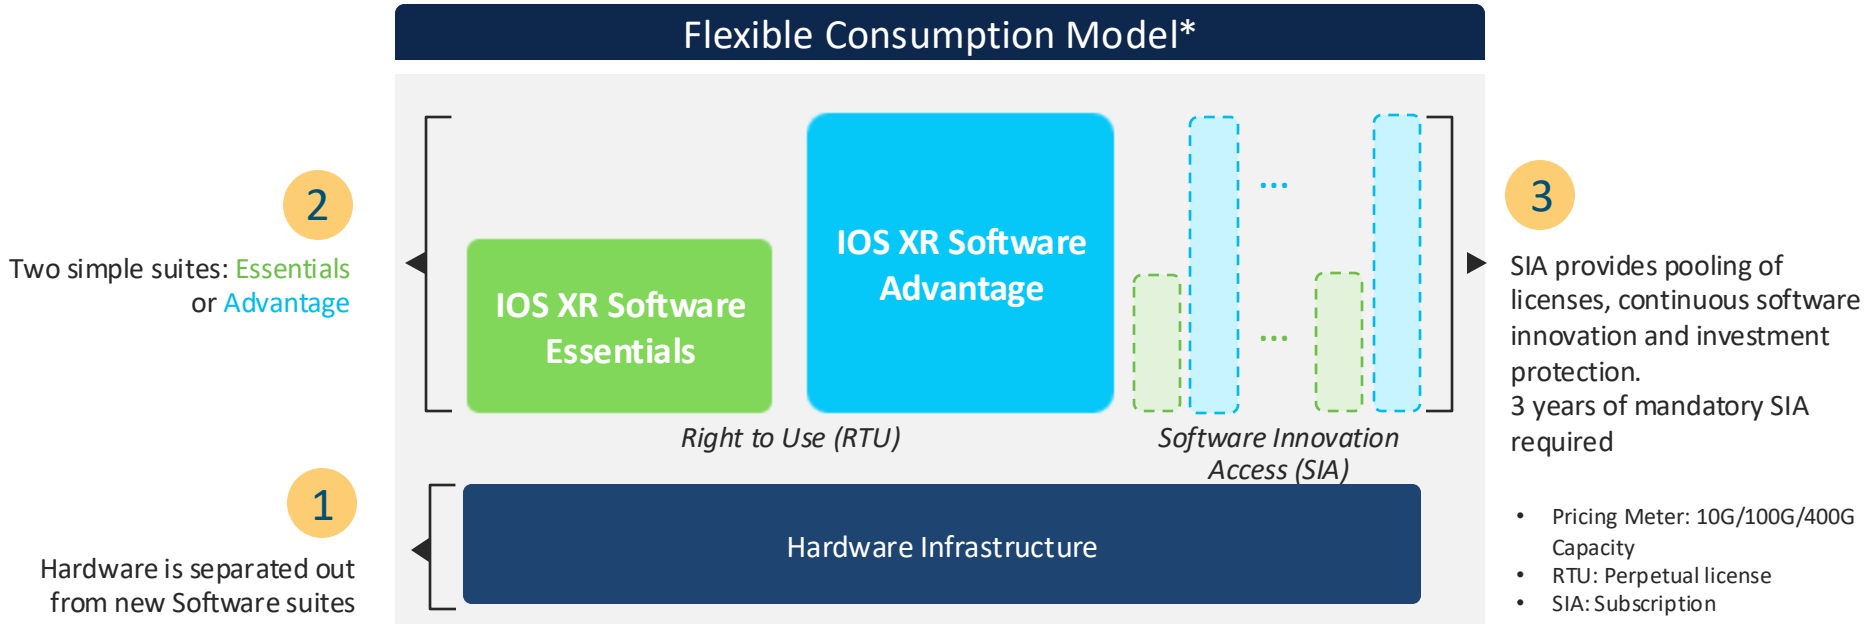 Flexible Consumption Model*
2
Two simple suites: Essentials
or Advantage
IOS XR Software
Essentials
IOS XR Software
Advantage
...
...
Right to Use (RTU)
Software Innovation
Access (SIA)
3
SIA provides pooling of
licenses, continuous software
innovation and investment
protection.
3 years of mandatory SIA
required
1
Hardware is separated out
from new Software suites
Hardware Infrastructure
• Pricing Meter: 10G/100G/400G
Capacity
• RTU: Perpetual license
• SIA: Subscription